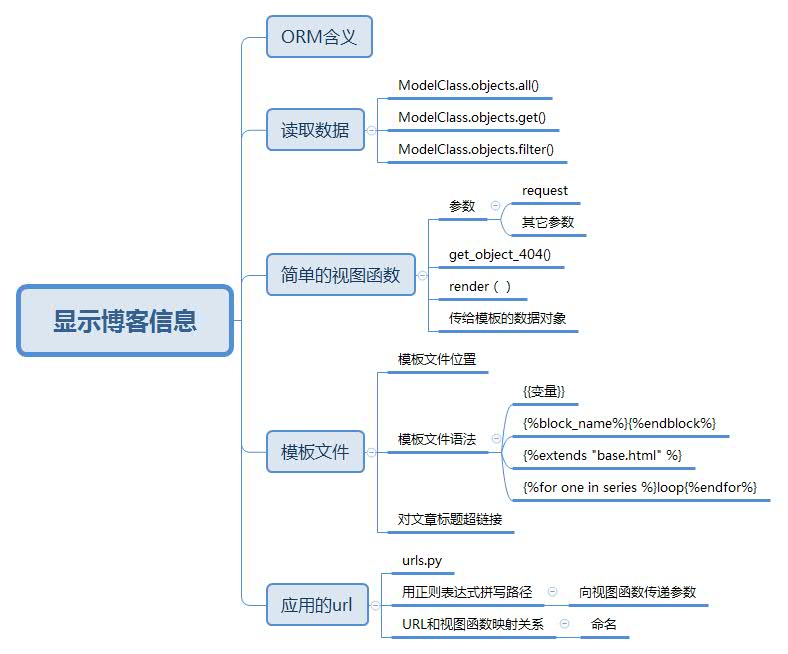 ORM含义
ModelClass.objects.all()
读取数据
ModelClass.objects.get()
ModelClass.objects.filter()
request
参数
其它参数
get_object_404()
简单的视图函数
render（ ）
传给模板的数据对象
显示博客信息
模板文件位置
{{变量}}
{%block_name%}{%endblock%}
模板文件语法
{%extends "base.html" %}
模板文件
{%for one in series %}loop{%endfor%}
对文章标题超链接
urls.py
用正则表达式拼写路径
向视图函数传递参数
应用的url
URL和视图函数映射关系
命名